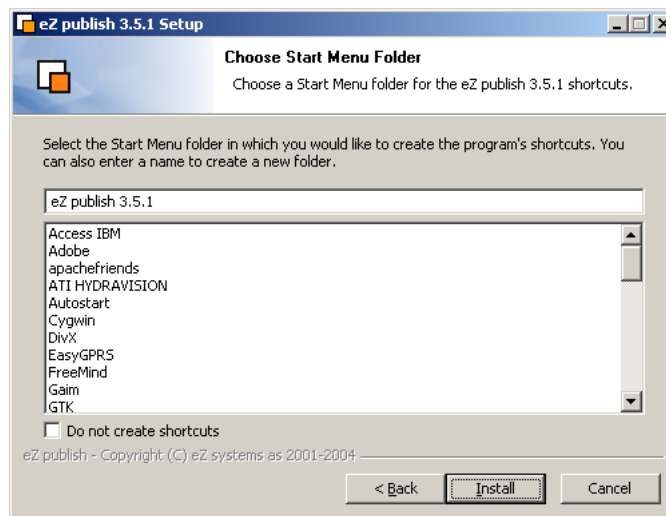 eZ publish 3.5.1 Setup
Choose Start Menu Folder
Choose a Start Menu folder for the eZ publish 3.5.1 shortcuts.
Select the Start Menu folder in which you would like to create the program's shortcuts. You
can also enter a name to create a new folder.
eZ publish 3.5.1
Access IBM
Adobe
apachefriends
ATI HYDRAVISION
Autostart
Cygwin
DivX
EasyGPRS
FreeMind
Gaim
GTK
Do not create shortcuts
eZ publish - Copyright (C) eZ systems as 2001-2004
< Back
Install
Cancel